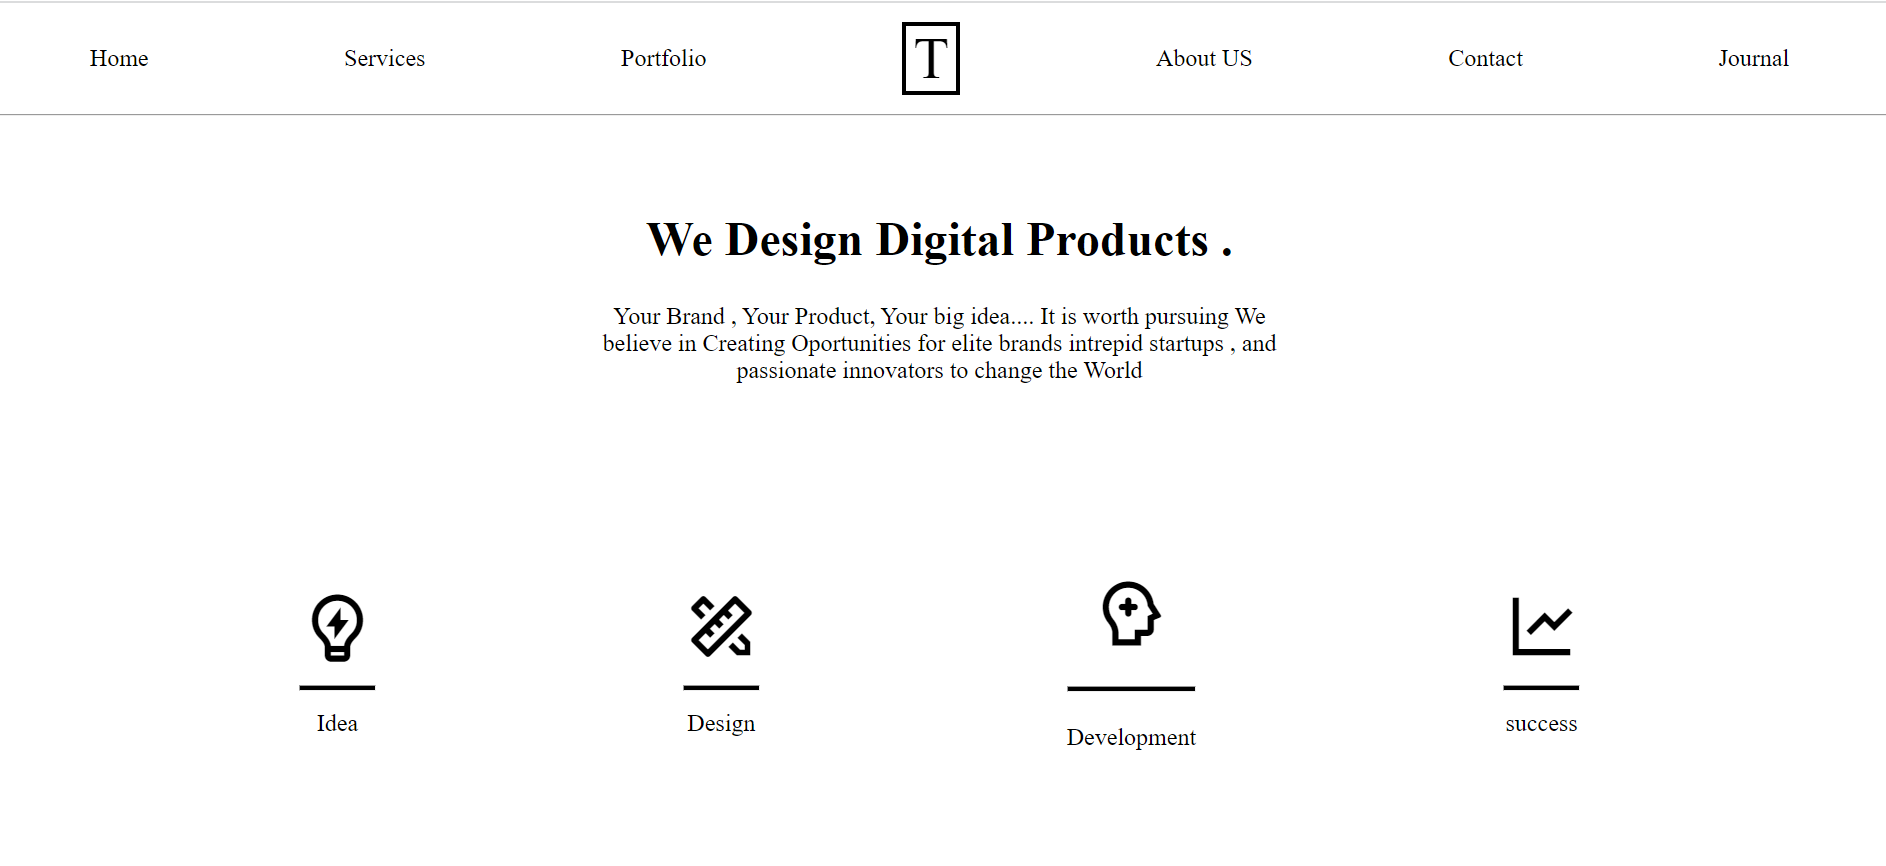 Home Services Portfolio T About US Contact Journal
We Design Digital Products .
Your Brand , Your Product, Your big idea.... It is worth pursuing We
believe in Creating Oportunities for elite brands intrepid startups , and
passionate innovators to change the World
Idea Design Development success